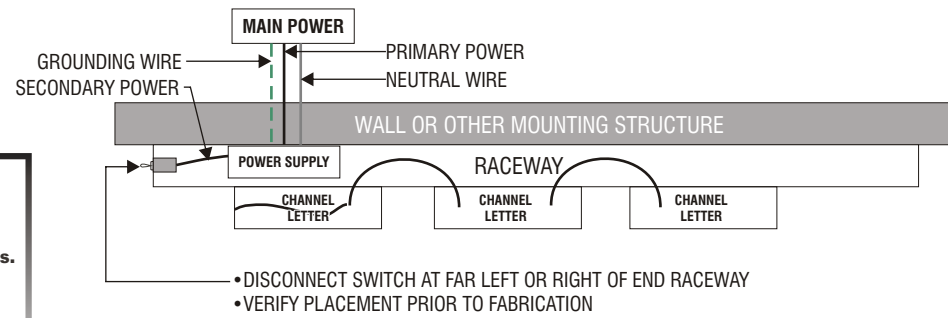 MAIN POWER
GROUNDING WIRE
PRIMARY POWER
SECONDARY POWER
NEUTRAL WIRE
WALL OR OTHER MOUNTING STRUCTURE
POWER SUPPLY
RACEWAY
CHANNEL
LETTER
CHANNEL
LETTER
CHANNEL
LETTER
s.
•DISCONNECT SWITCH AT FAR LEFT OR RIGHT OF END RACEWAY
•VERIFY PLACEMENT PRIOR TO FABRICATION